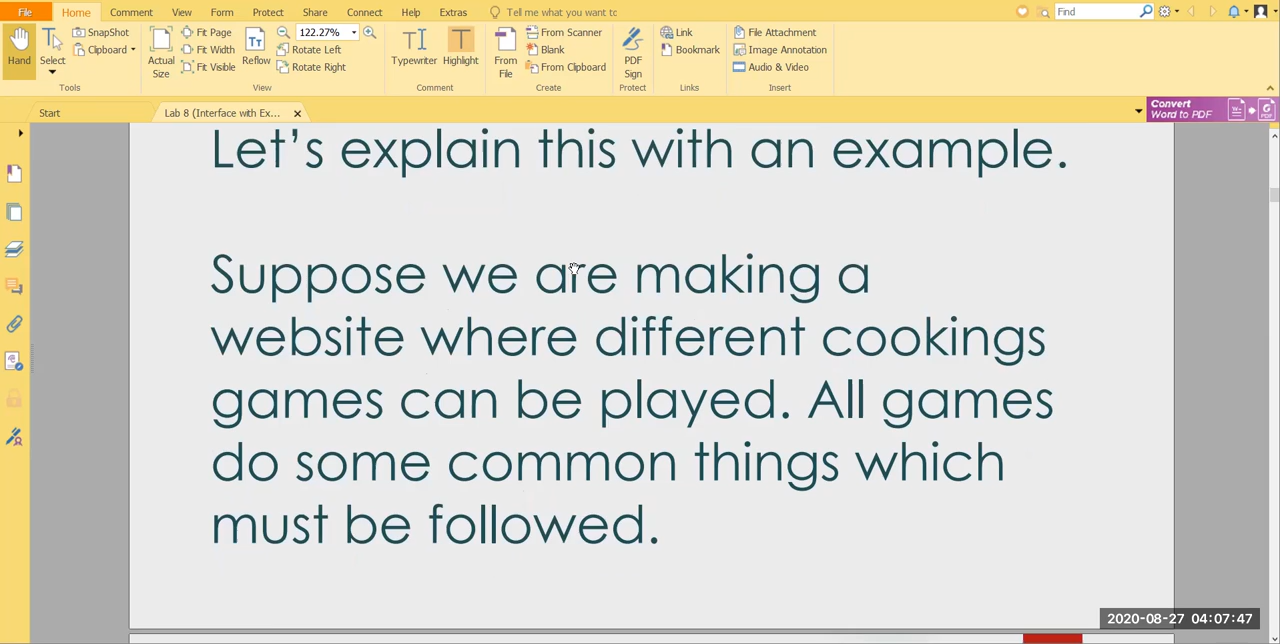 File Home Comment View Form Protect Share Connect Help Extras Tell me what you want tc Find
Hand
Select
SnapShot
Clipboard
Tools
Actual Size
Fit Page
Fit Width
Fit Visible
Reflow
122.27%
Rotate Left
Rotate Right
View
Typewriter
Highlight
Comment
From File
From Scanner
Blank
From Clipboard
Create
PDF Sign
Protect
Link
Bookmark
Links
File Attachment
Image Annotation
Audio & Video
Insert
Start Lab 8 (Interface with Ex...
Convert
Word to PDF
Let's explain this with an example.
Suppose we are making a
website where different cookings
games can be played. All games
do some common things which
must be followed.
2020-08-27 04:07:47